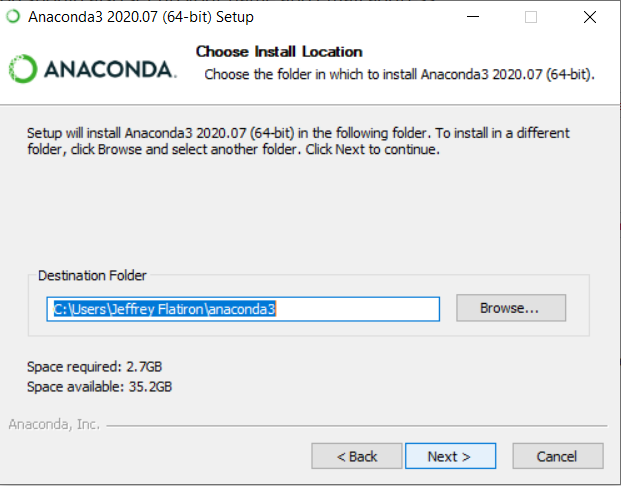 Anaconda3 2020.07 (64-bit) Setup
Choose Install Location
ANACONDA.
Choose the folder in which to install Anaconda3 2020.07 (64-bit).
Setup will install Anaconda3 2020.07 (64-bit) in the following folder. To install in a different
folder, click Browse and select another folder. Click Next to continue.
Destination Folder
C:\Users\Jeffrey Flatiron\anaconda3
Browse...
Space required: 2.7GB
Space available: 35.2GB
Anaconda, Inc.
< Back
Next >
Cancel